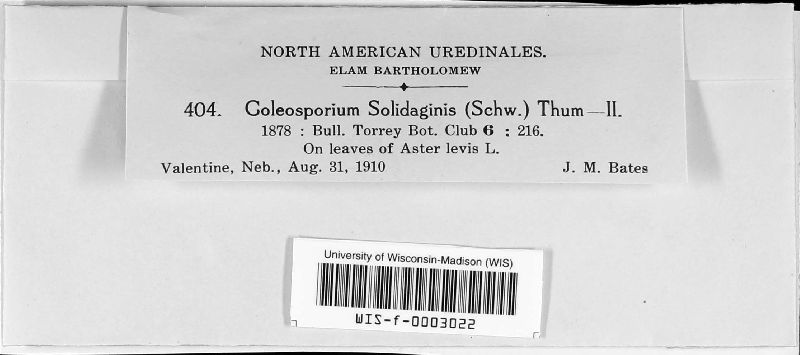 NORTH AMERICAN UREDINALES.
ELAM BARTHOLOMEW
404. Coleosporium Solidaginis (Schw.) Thum—II.
1878 : Bull. Torrey Bot. Club 6 : 216.
On leaves of Aster levis L.
Valentine, Neb., Aug. 31, 1910 J. M. Bates
University of Wisconsin-Madison (WIS)
WIS-f-0003022